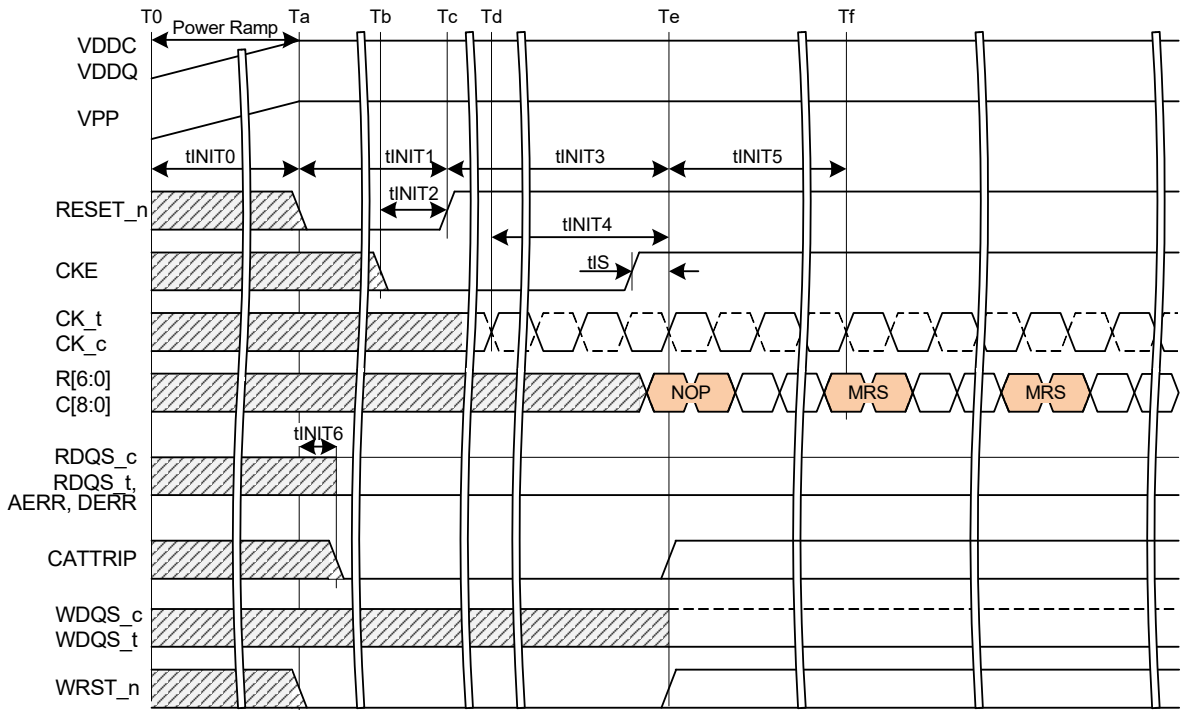 T0 Ta Tb Tc Td Te Tf
Power Ramp
VDDC
VDDQ
VPP
tINIT0 tINIT1 tINIT3 tINIT5
RESET_n
tINIT2
tINIT4
CKE
tIS
CK_t
CK_c
R[6:0]
C[8:0]
NOP MRS MRS
tINIT6
RDQS_c
RDQS_t,
AERR, DERR
CATTRIP
WDQS_c
WDQS_t
WRST_n